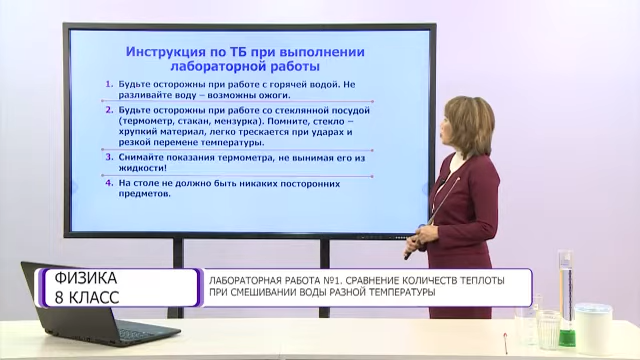 Инструкция по ТБ при выполнении
лабораторной работы
1. Будьте осторожны при работе с горячей водой. Не
разливайте воду – возможны ожоги.
2. Будьте осторожны при работе со стеклянной посудой
(термометр, стакан, мензурка). Помните, стекло –
хрупкий материал, легко трескается при ударах и
резкой перемене температуры.
3. Снимайте показания термометра, не вынимая его из
жидкости!
4. На столе не должно быть никаких посторонних
предметов.
ФИЗИКА
8 КЛАСС
ЛАБОРАТОРНАЯ РАБОТА №1. СРАВНЕНИЕ КОЛИЧЕСТВ ТЕПЛОТЫ
ПРИ СМЕШИВАНИИ ВОДЫ РАЗНОЙ ТЕМПЕРАТУРЫ